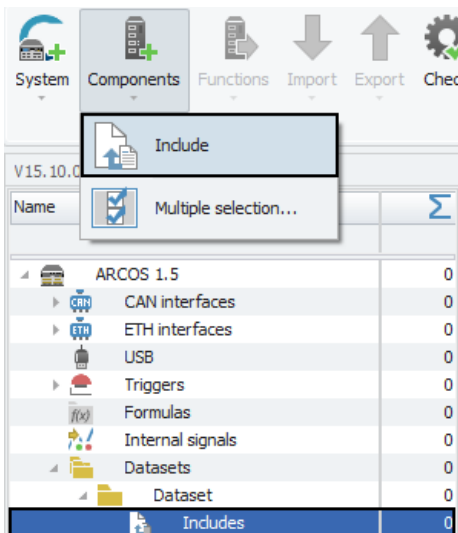 System Components Functions Import Export Chec
Include
V15.10.0
Multiple selection...
Name Σ
ARCOS 1.5 0
CAN CAN interfaces 0
ETH ETH interfaces 0
USB 0
Triggers 0
f(x) Formulas 0
Internal signals 0
Datasets 0
Dataset 0
Includes 0